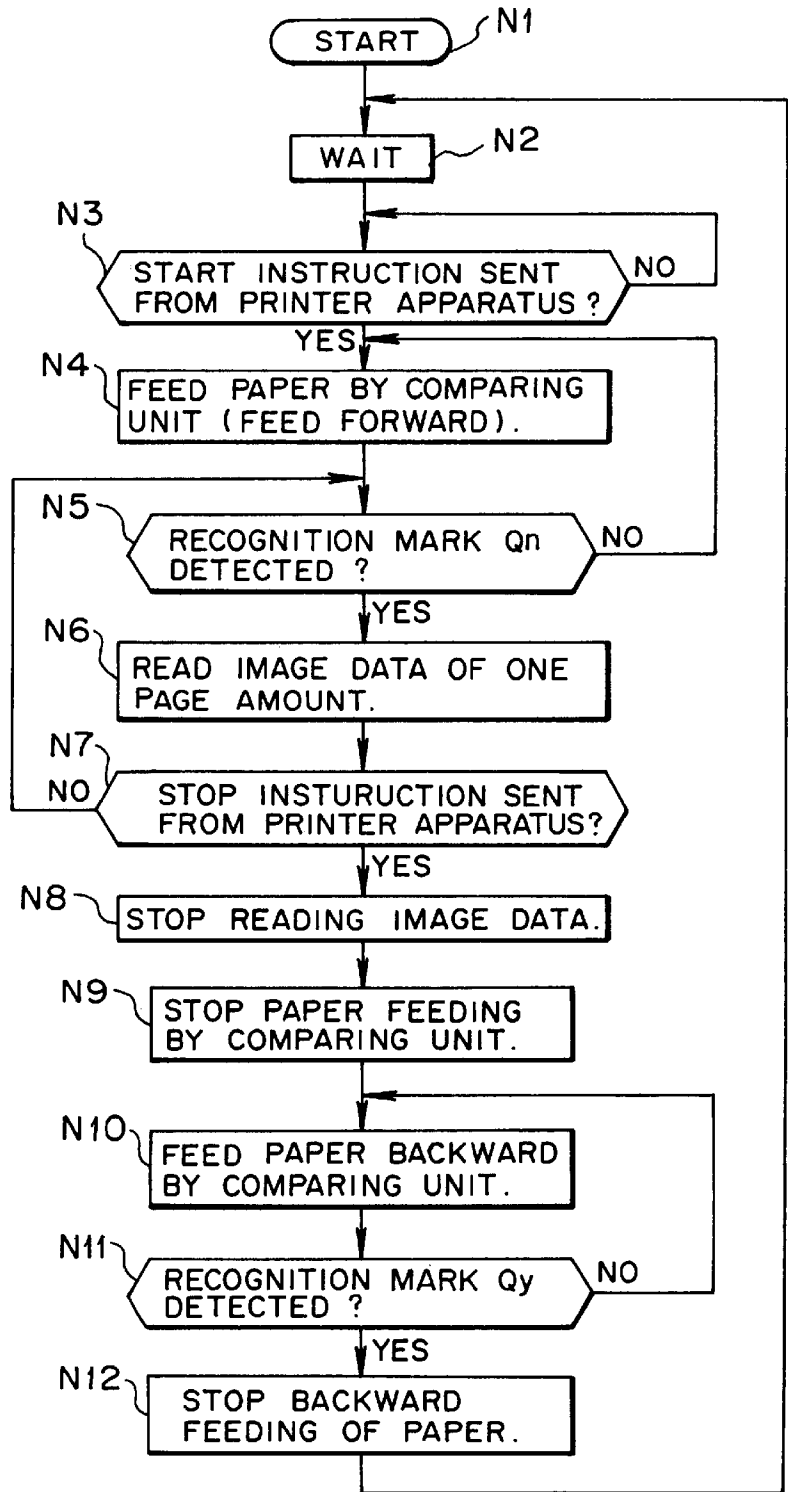 START
N1
WAIT
N2
N3
START INSTRUCTION SENT
FROM PRINTER APPARATUS?
NO
YES
N4
FEED PAPER BY COMPARING
UNIT (FEED FORWARD).
N5
RECOGNITION MARK Qn
DETECTED?
NO
YES
N6
READ IMAGE DATA OF ONE
PAGE AMOUNT.
N7
NO
STOP INSTURUCTION SENT
FROM PRINTER APPARATUS?
YES
N8
STOP READING IMAGE DATA.
N9
STOP PAPER FEEDING
BY COMPARING UNIT.
N10
FEED PAPER BACKWARD
BY COMPARING UNIT.
N11
RECOGNITION MARK Qy
DETECTED?
NO
YES
N12
STOP BACKWARD
FEEDING OF PAPER.